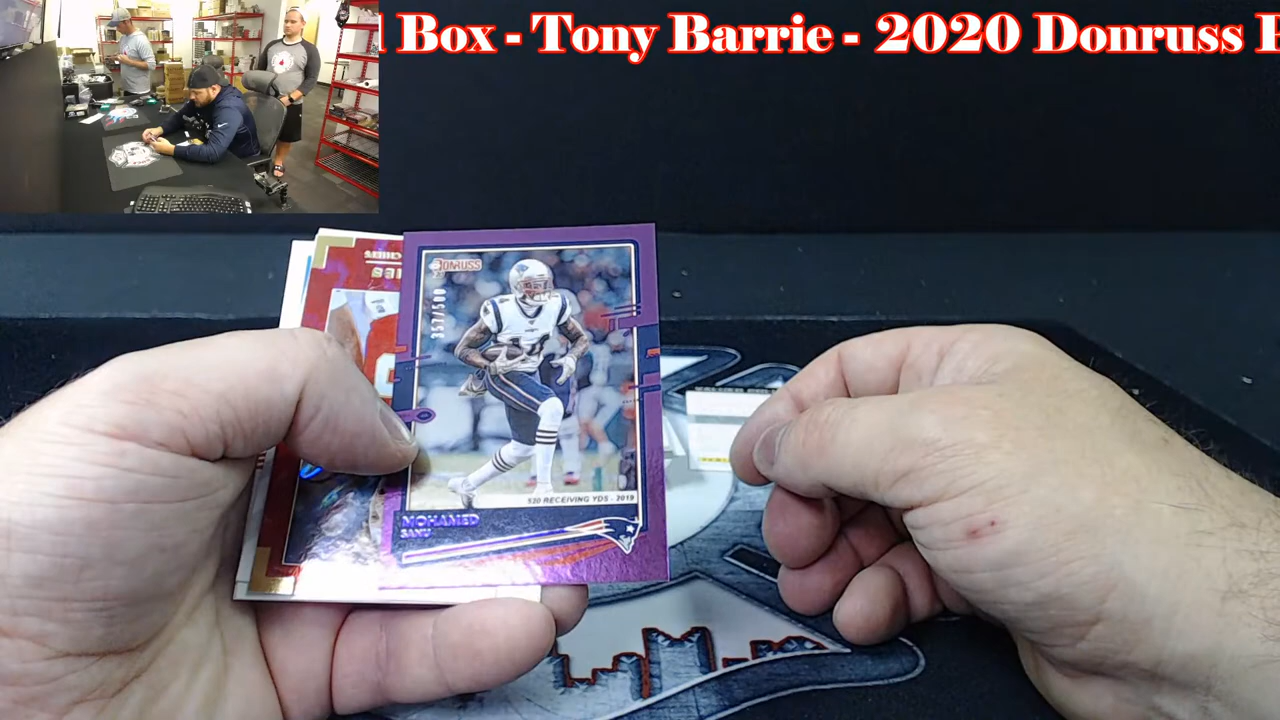 l Box - Tony Barrie - 2020 Donruss
DONRUSS
357/500
520 RECEIVING YDS - 2019
MOHAMED
SANU